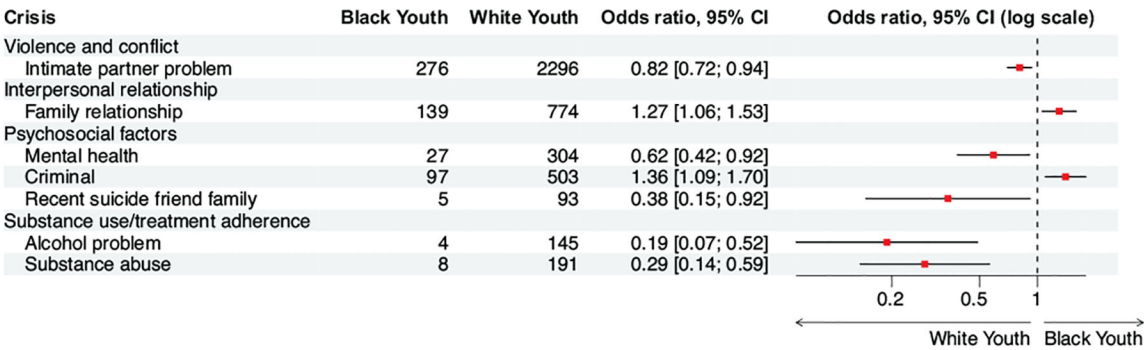 Crisis Black Youth White Youth Odds ratio, 95% CI Odds ratio, 95% CI (log scale)
Violence and conflict
Intimate partner problem 276 2296 0.82 [0.72; 0.94]
Interpersonal relationship
Family relationship 139 774 1.27 [1.06; 1.53]
Psychosocial factors
Mental health 27 304 0.62 [0.42; 0.92]
Criminal 97 503 1.36 [1.09; 1.70]
Recent suicide friend family 5 93 0.38 [0.15; 0.92]
Substance use/treatment adherence
Alcohol problem 4 145 0.19 [0.07; 0.52]
Substance abuse 8 191 0.29 [0.14; 0.59]
0.2 0.5 1
White Youth Black Youth